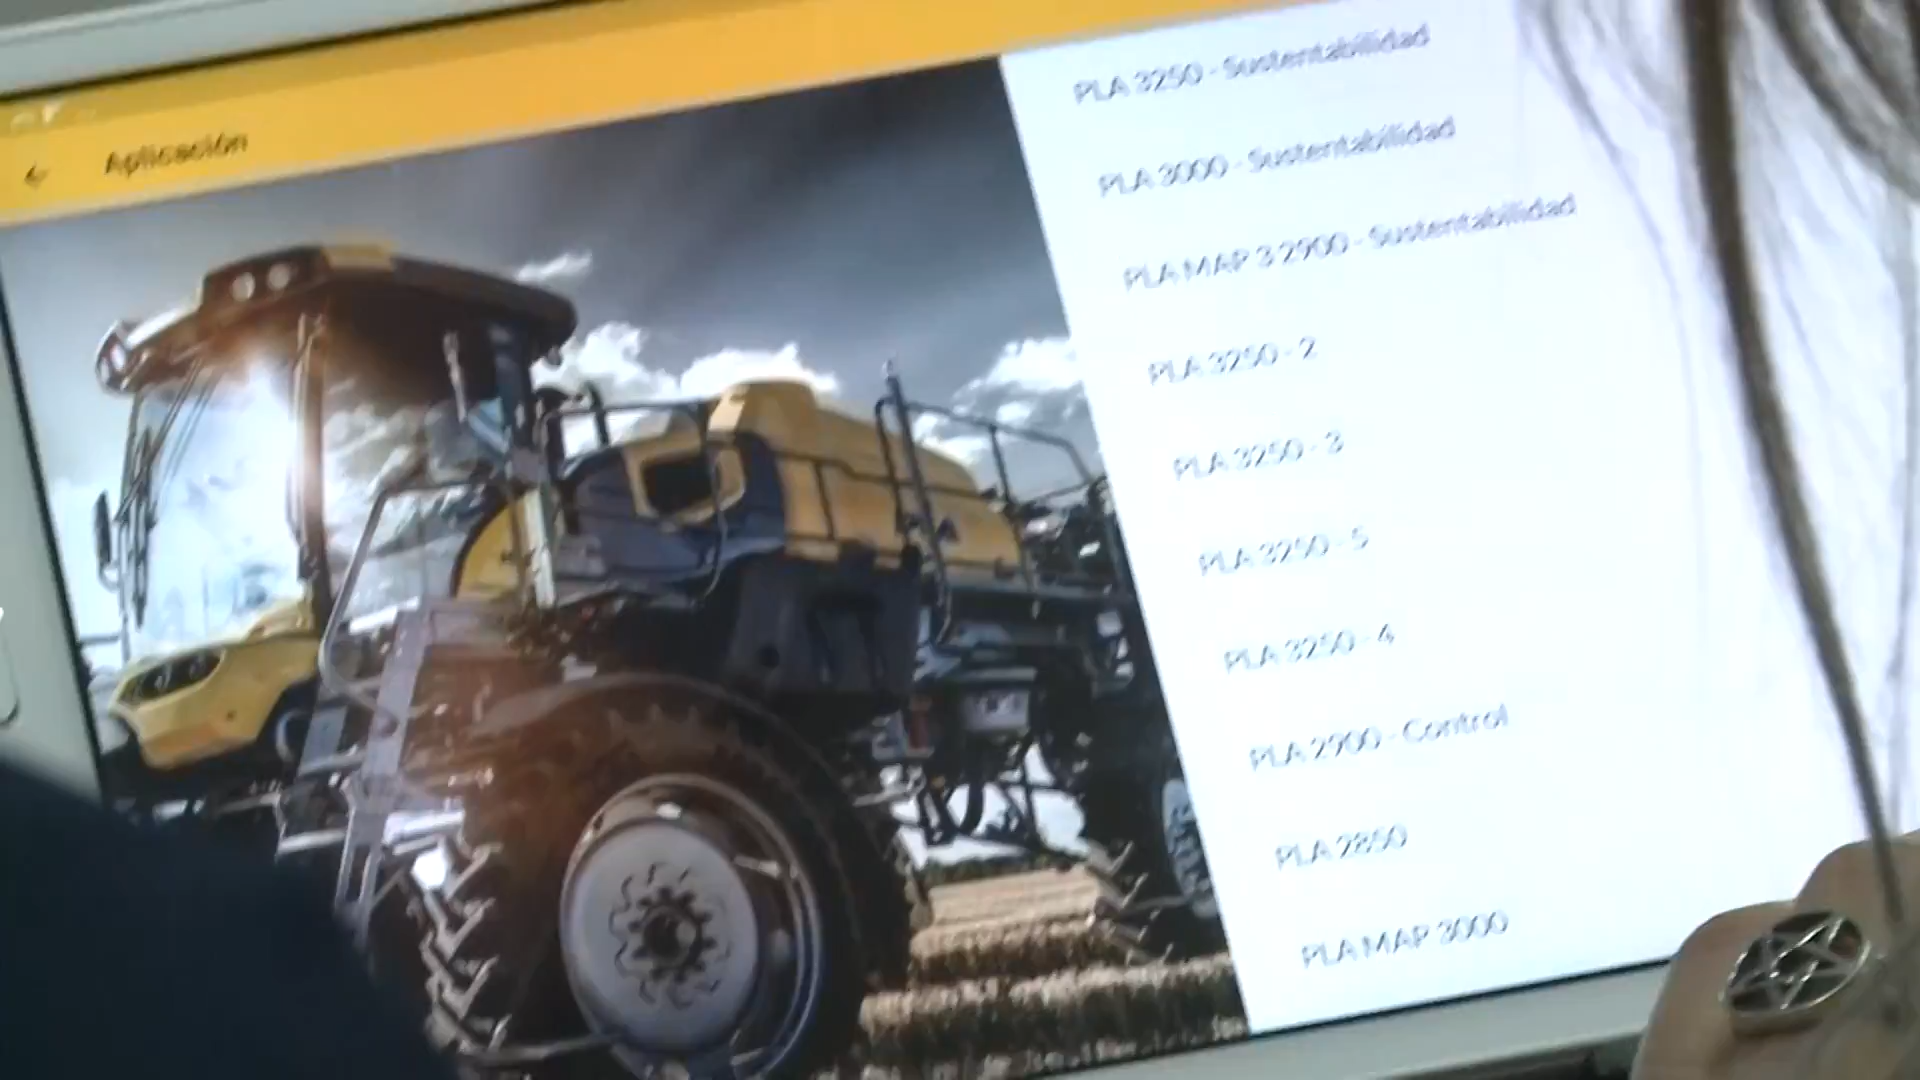 Aplicación
PLA 3250 - Sustentabilidad
PLA 3000 - Sustentabilidad
PLA MAP 3 2900 - Sustentabilidad
PLA 3250 - 2
PLA 3250 - 3
PLA 3250 - 5
PLA 3250 - 4
PLA 2900 - Control
PLA 2850
PLA MAP 3000